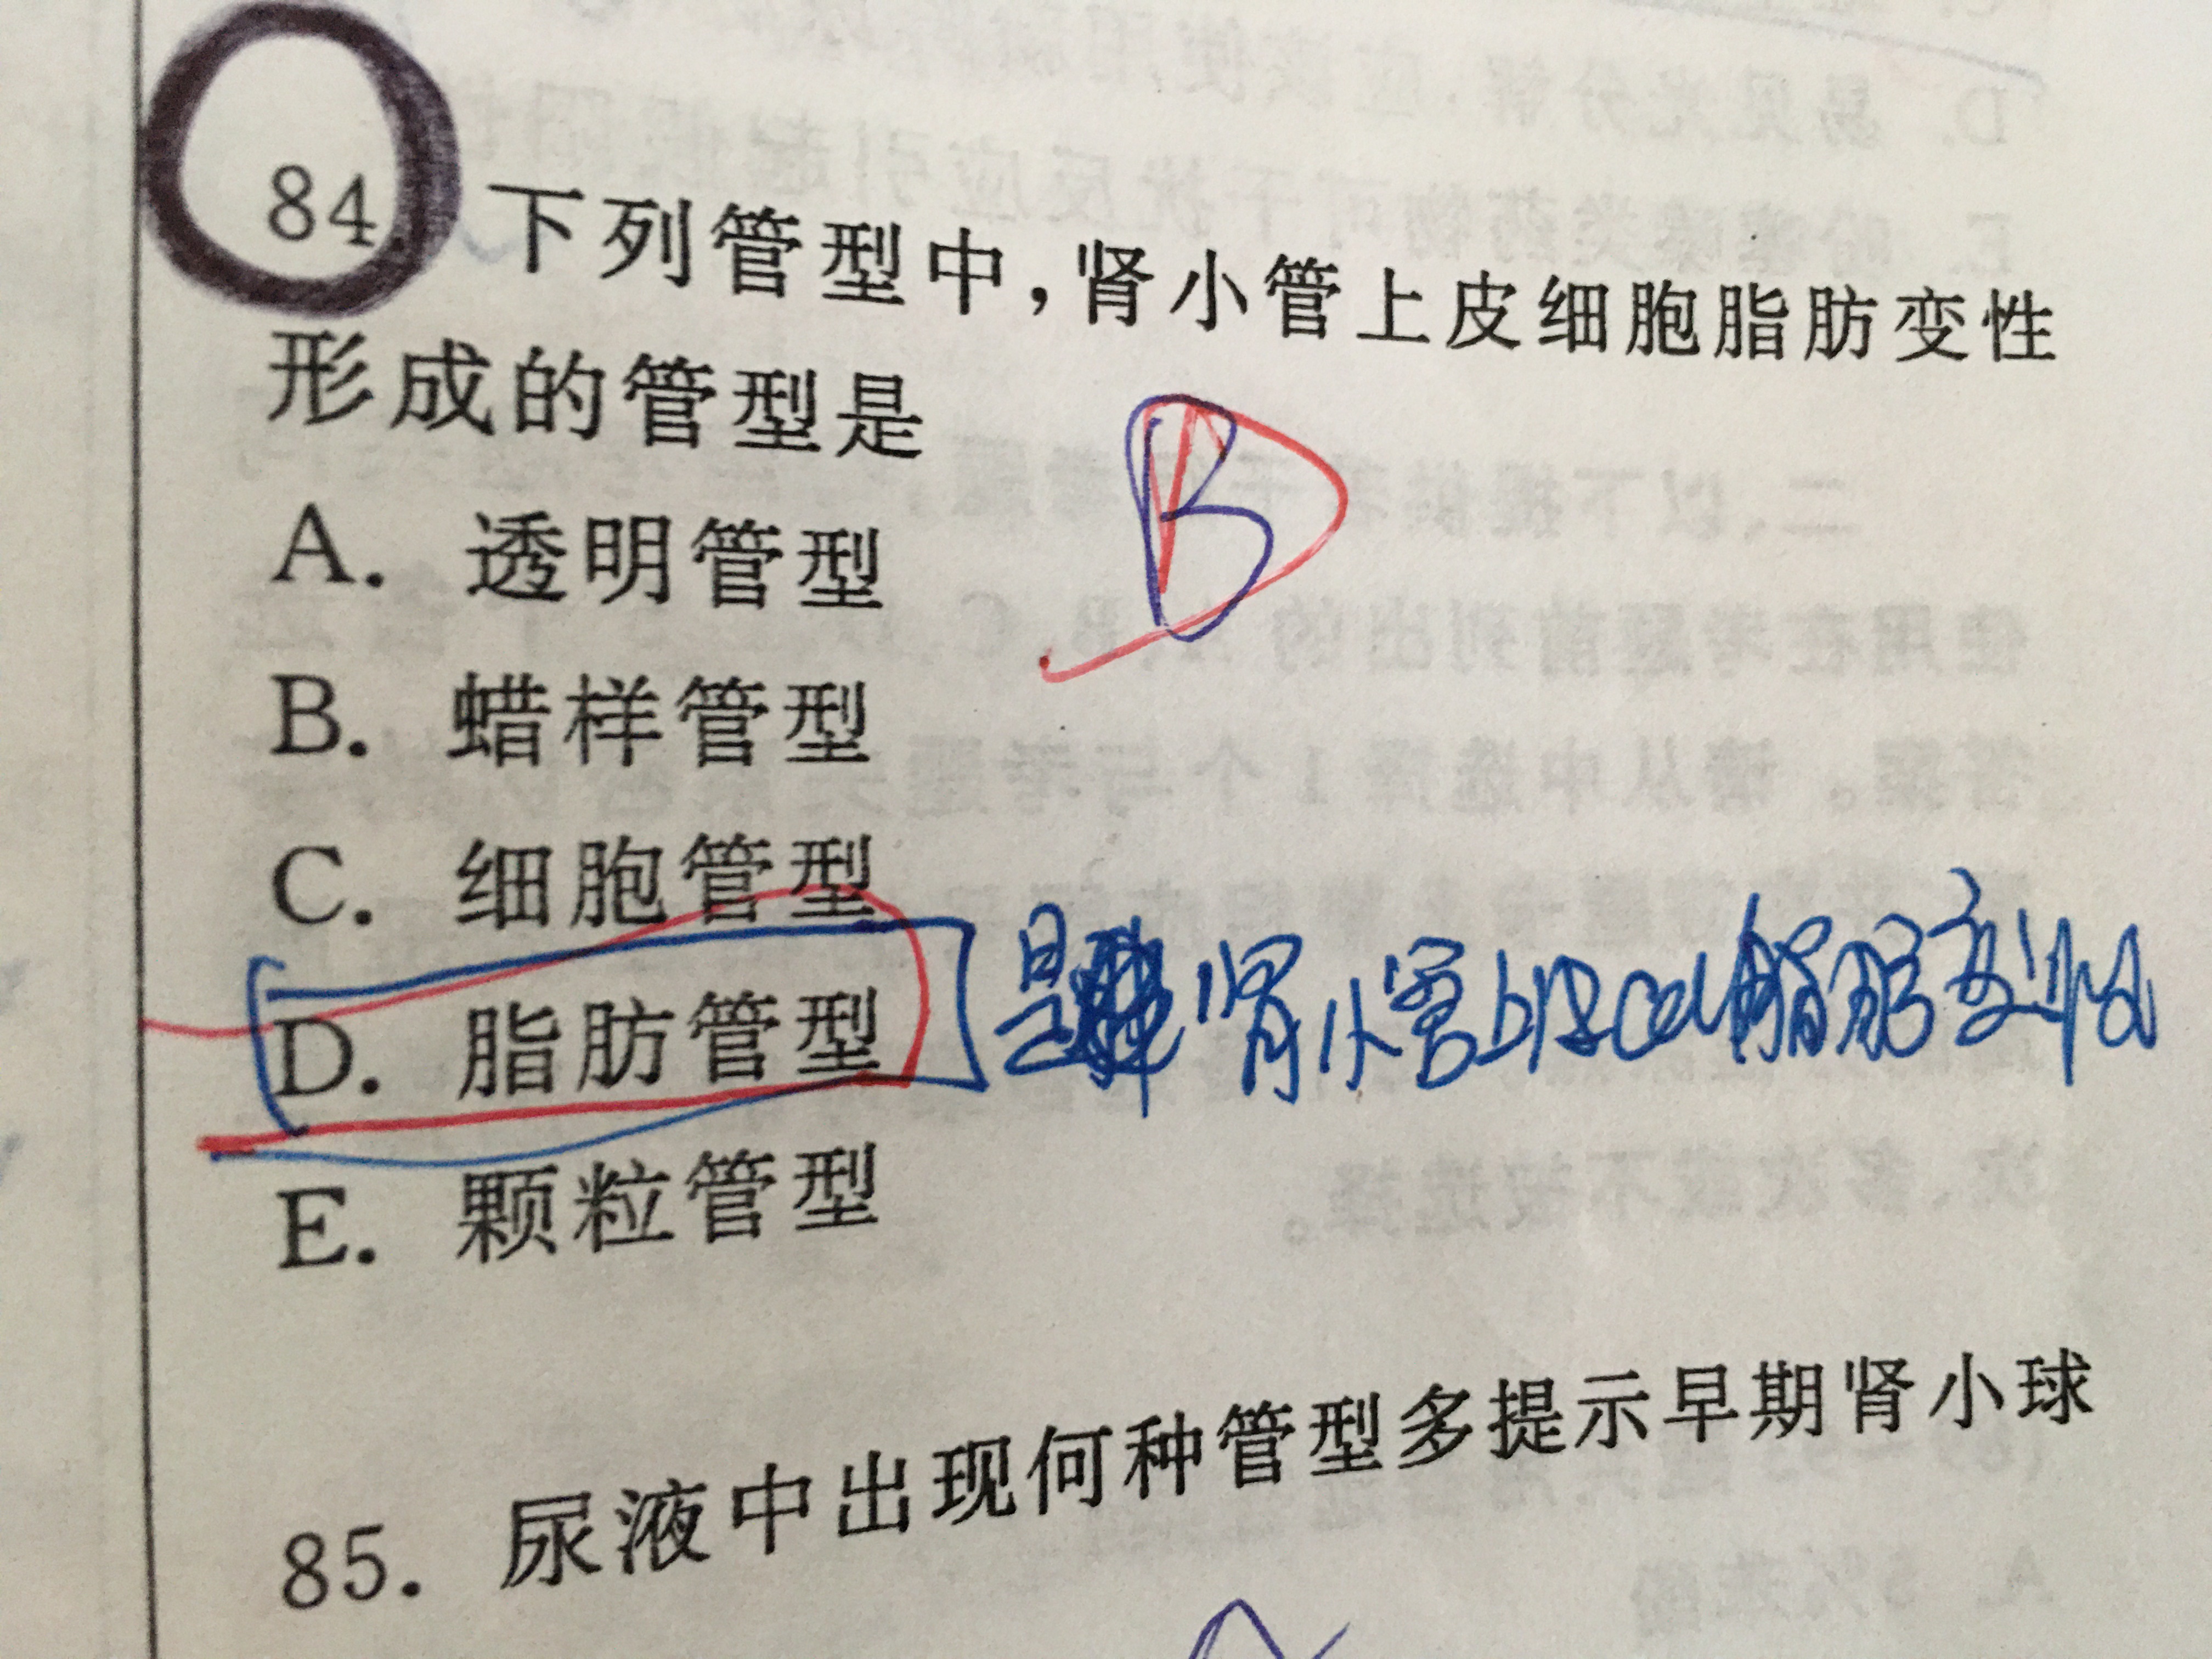 84 下列管型中,肾小管上皮细胞脂肪变性
形成的管型是
B
A. 透明管型
B. 蜡样管型
C. 细胞管型
D. 脂肪管型
E. 颗粒管型
85. 尿液中出现何种管型多提示早期肾小球